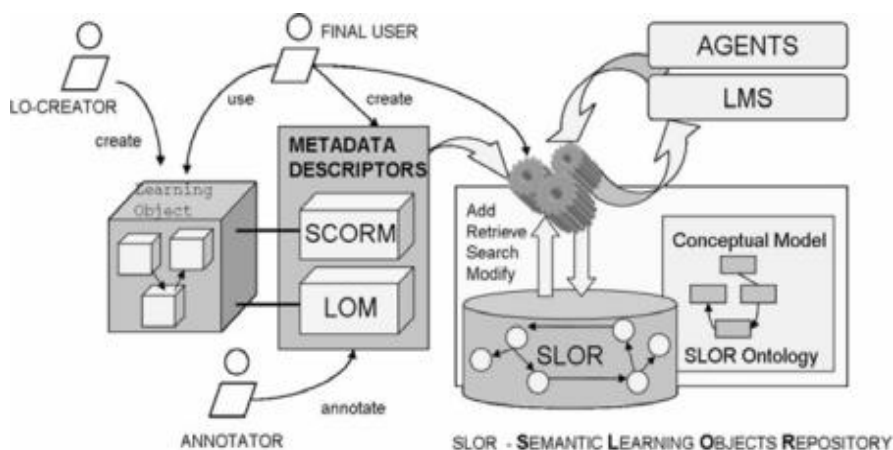 FINAL USER
AGENTS
LMS
LO-CREATOR
use
create
create
METADATA
DESCRIPTORS
Learning
Object
SCORM
LOM
Add
Retrieve
Search
Modify
Conceptual Model
SLOR
SLOR Ontology
annotate
ANNOTATOR
SLOR - SEMANTIC LEARNING OBJECTS REPOSITORY